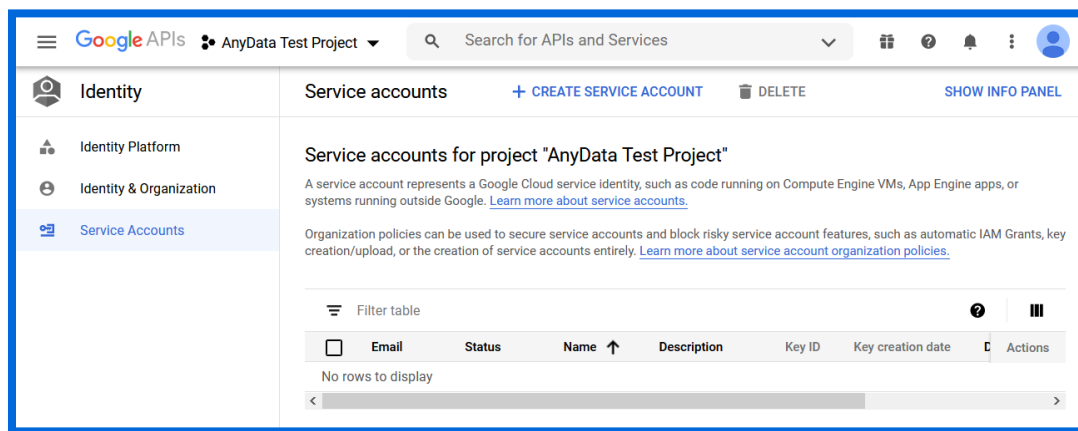 Google APIs AnyData Test Project Search for APIs and Services
Identity
Service accounts CREATE SERVICE ACCOUNT DELETE SHOW INFO PANEL
Identity Platform
Identity & Organization
Service Accounts
Service accounts for project "AnyData Test Project"
A service account represents a Google Cloud service identity, such as code running on Compute Engine VMs, App Engine apps, or
systems running outside Google. Learn more about service accounts.
Organization policies can be used to secure service accounts and block risky service account features, such as automatic IAM Grants, key
creation/upload, or the creation of service accounts entirely. Learn more about service account organization policies.
Filter table
Email Status Name Description Key ID Key creation date D Actions
No rows to display